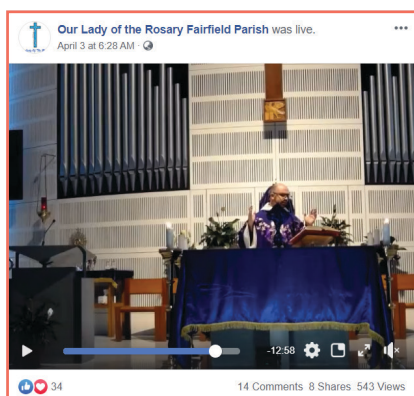 Our Lady of the Rosary Fairfield Parish was live.
April 3 at 6:28 AM ·
-12:58
34
14 Comments 8 Shares 543 Views